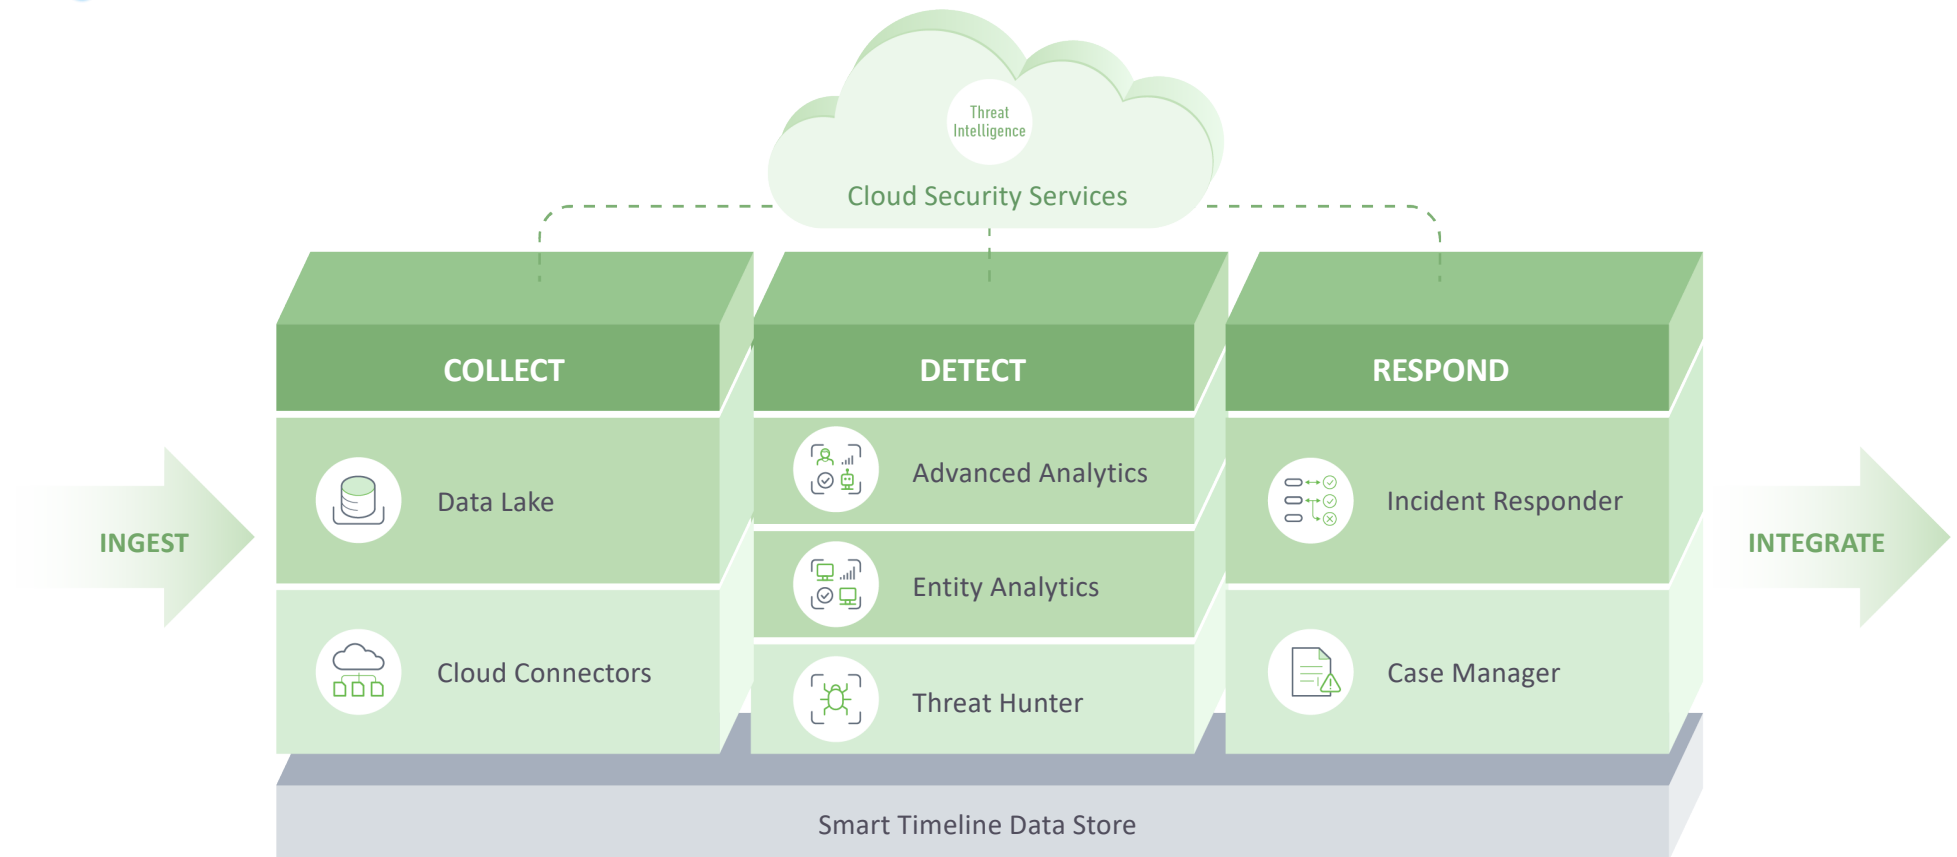 Threat
Intelligence
Cloud Security Services
COLLECT
DETECT
RESPOND
INGEST
Data Lake
Cloud Connectors
Advanced Analytics
Entity Analytics
Threat Hunter
Incident Responder
Case Manager
INTEGRATE
Smart Timeline Data Store